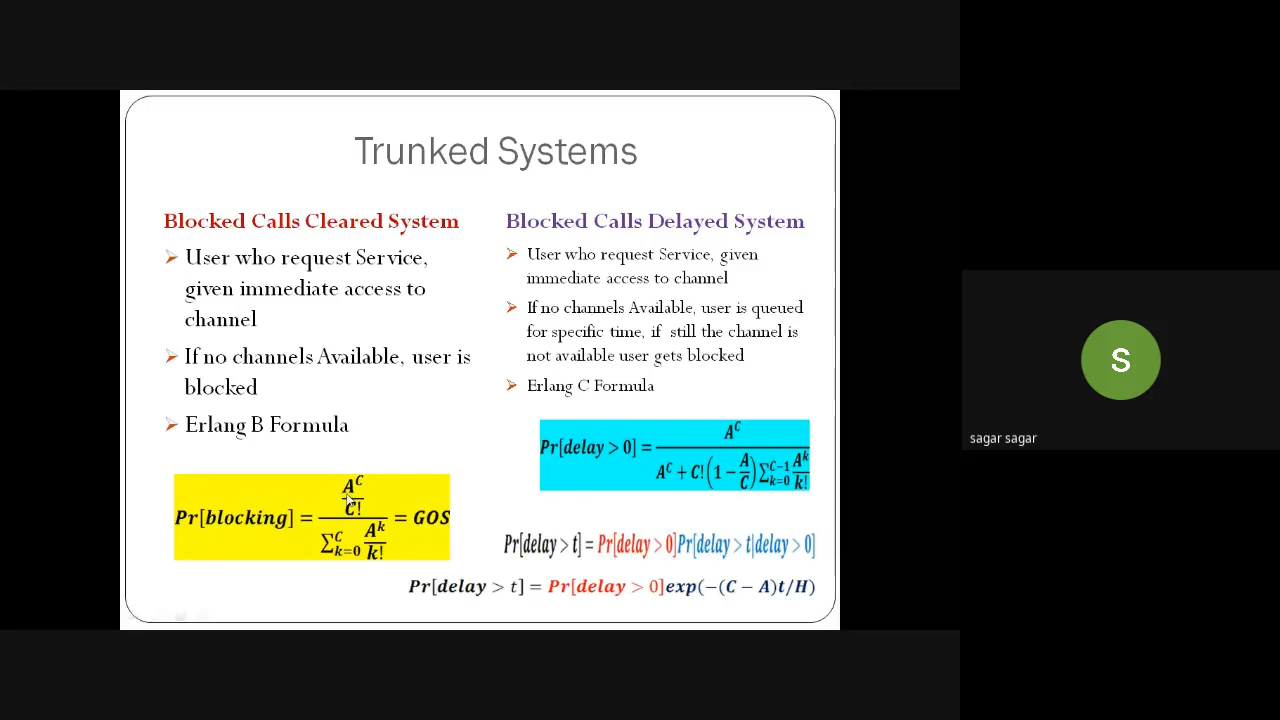 Trunked Systems
Blocked Calls Cleared System
➢ User who request Service,
given immediate access to
channel
➢ If no channels Available, user is
blocked
➢ Erlang B Formula
Pr[blocking] = (A^C / C!) / (∑_{k=0}^{C} A^k / k!) = GOS
Blocked Calls Delayed System
➢ User who request Service, given
immediate access to channel
➢ If no channels Available, user is queued
for specific time, if still the channel is
not available user gets blocked
➢ Erlang C Formula
Pr[delay > 0] = A^C / (A^C + C! (1 − A/C) ∑_{k=0}^{C−1} A^k / k!)
Pr[delay > t] = Pr[delay > 0]Pr[delay > t|delay > 0]
Pr[delay > t] = Pr[delay > 0]exp(−(C − A)t/H)
S
sagar sagar